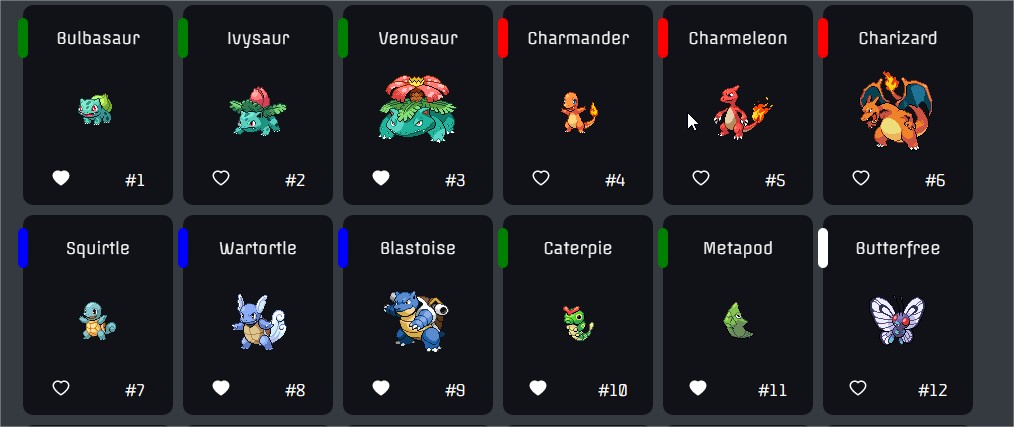 Bulbasaur
Ivysaur
Venusaur
Charmander
Charmeleon
Charizard
#1
#2
#3
#4
#5
#6
Squirtle
Wartortle
Blastoise
Caterpie
Metapod
Butterfree
#7
#8
#9
#10
#11
#12